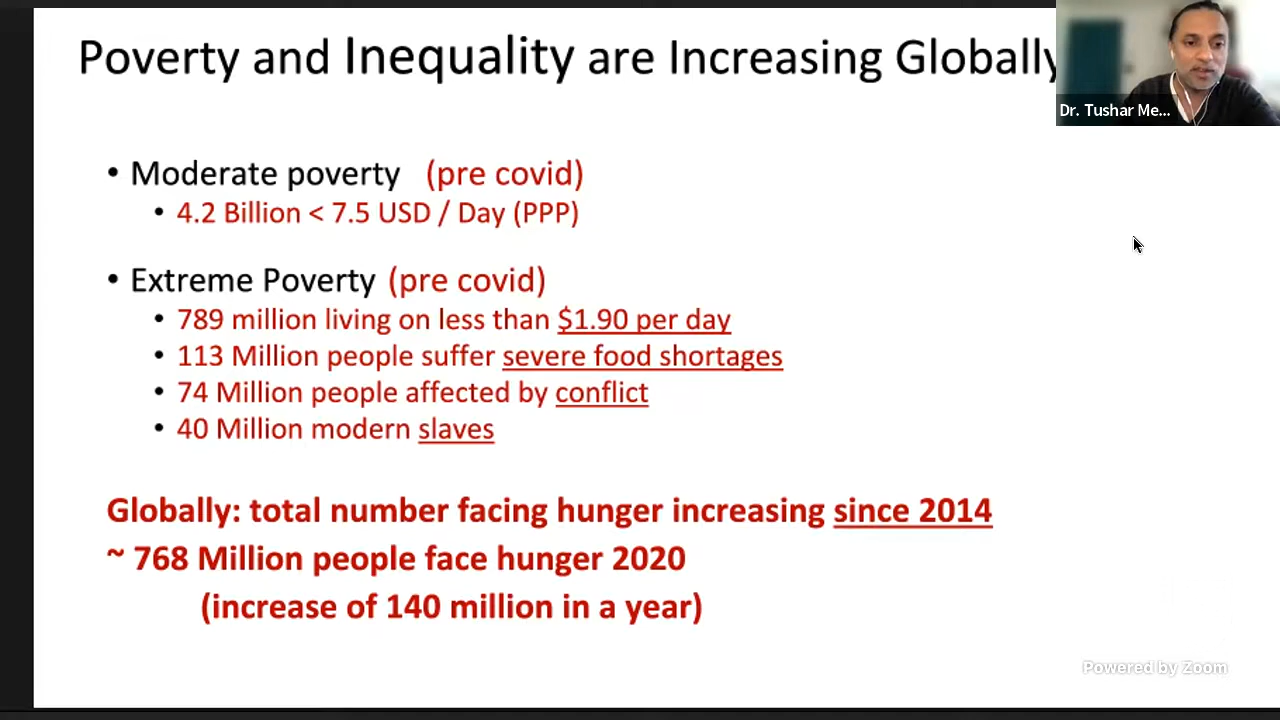 Poverty and Inequality are Increasing Globally
Dr. Tushar Me...
• Moderate poverty (pre covid)
• 4.2 Billion < 7.5 USD / Day (PPP)
• Extreme Poverty (pre covid)
• 789 million living on less than $1.90 per day
• 113 Million people suffer severe food shortages
• 74 Million people affected by conflict
• 40 Million modern slaves
Globally: total number facing hunger increasing since 2014
~ 768 Million people face hunger 2020
(increase of 140 million in a year)
Powered by Zoom